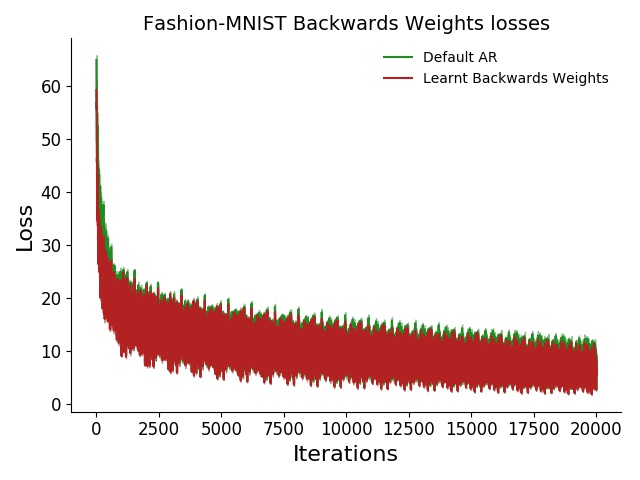 Fashion-MNIST Backwards Weights losses
Default AR
Learnt Backwards Weights
Loss
60
50
40
30
20
10
0
0 2500 5000 7500 10000 12500 15000 17500 20000
Iterations